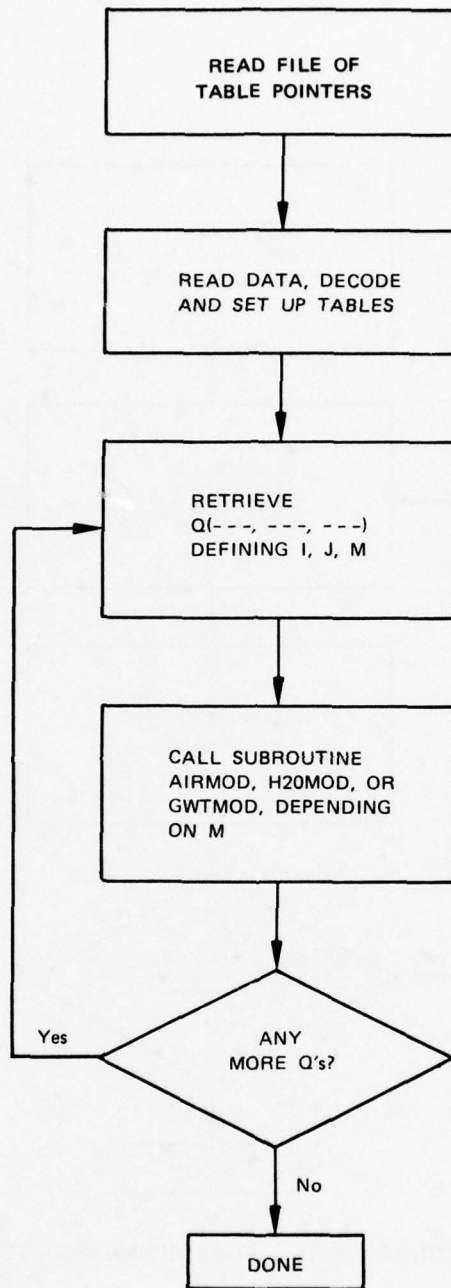 READ FILE OF
TABLE POINTERS
READ DATA, DECODE
AND SET UP TABLES
RETRIEVE
Q(---, ---, ---)
DEFINING I, J, M
CALL SUBROUTINE
AIRMOD, H20MOD, OR
GWTMOD, DEPENDING
ON M
Yes
ANY
MORE Q's?
No
DONE